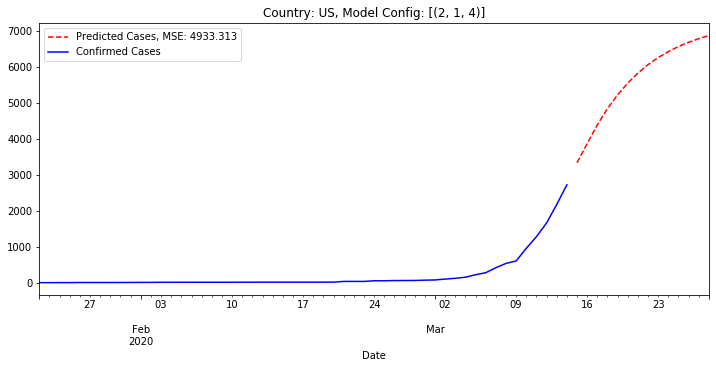 Country: US, Model Config: [(2, 1, 4)]
Predicted Cases, MSE: 4933.313
Confirmed Cases
7000
6000
5000
4000
3000
2000
1000
0
27 03 10 17 24 02 09 16 23
Feb Mar
2020
Date